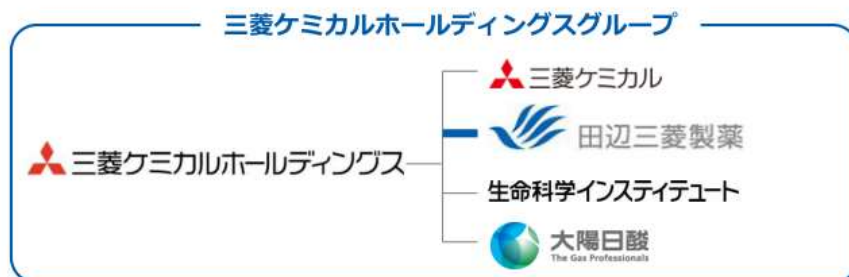 三菱ケミカルホールディングスグループ
三菱ケミカル
田辺三菱製薬
三菱ケミカルホールディングス
生命科学インスティテュート
大陽日酸
The Gas Professionals